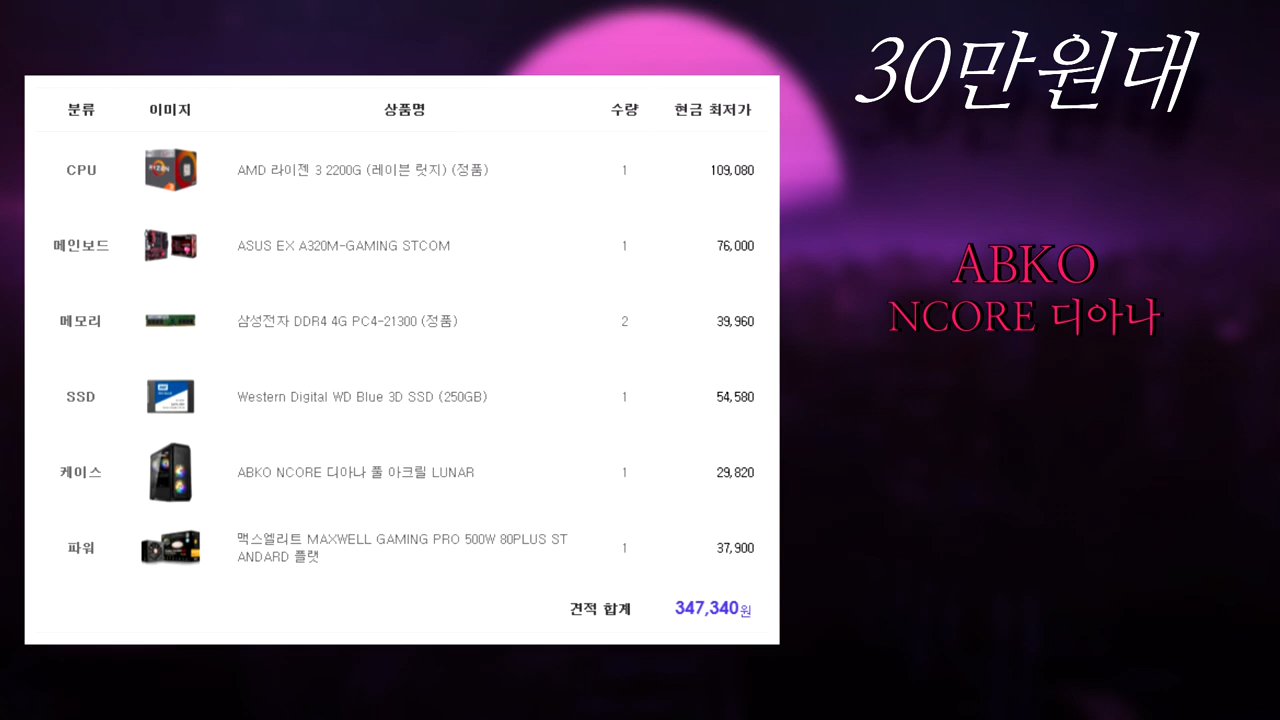 30만원대
분류 이미지 상품명 수량 현금 최저가
CPU AMD 라이젠 3 2200G (레이븐 릿지) (정품) 1 109,080
메인보드 ASUS EX A320M-GAMING STCOM 1 76,000
메모리 삼성전자 DDR4 4G PC4-21300 (정품) 2 39,960
SSD Western Digital WD Blue 3D SSD (250GB) 1 54,580
케이스 ABKO NCORE 디아나 풀 아크릴 LUNAR 1 29,820
파워 맥스엘리트 MAXWELL GAMING PRO 500W 80PLUS ST
ANDARD 플랫 1 37,900
견적 합계 347,340원
ABKO
NCORE 디아나